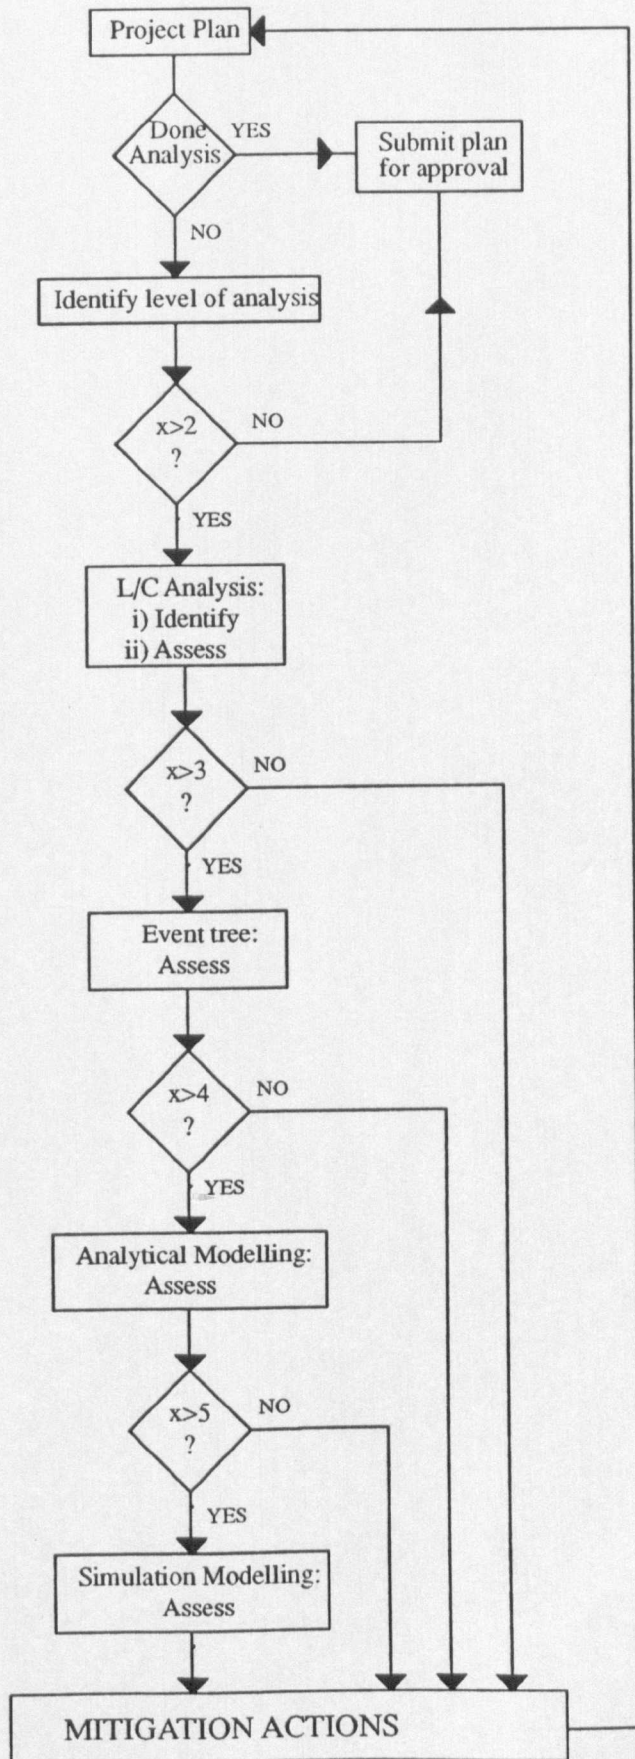 Project Plan
Done
Analysis
YES
Submit plan
for approval
NO
Identify level of analysis
x>2
?
NO
YES
L/C Analysis:
i) Identify
ii) Assess
x>3
?
NO
YES
Event tree:
Assess
x>4
?
NO
YES
Analytical Modelling:
Assess
x>5
?
NO
YES
Simulation Modelling:
Assess
MITIGATION ACTIONS